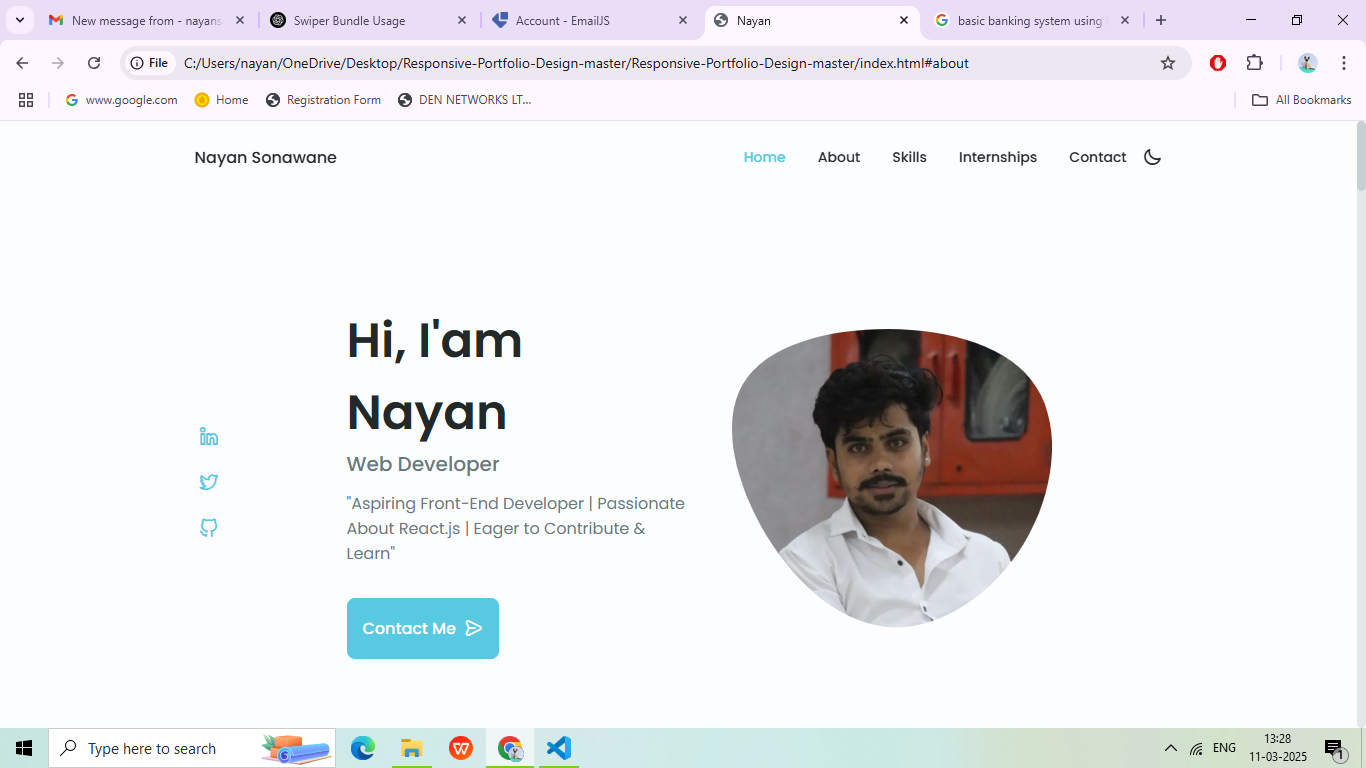 New message from - nayans
Swiper Bundle Usage
Account - EmailJS
Nayan
basic banking system using
File
C:/Users/nayan/OneDrive/Desktop/Responsive-Portfolio-Design-master/Responsive-Portfolio-Design-master/index.html#about
www.google.com
Home
Registration Form
DEN NETWORKS LT...
All Bookmarks
Nayan Sonawane
Home
About
Skills
Internships
Contact
Hi, I'am
Nayan
Web Developer
"Aspiring Front-End Developer | Passionate
About React.js | Eager to Contribute &
Learn"
Contact Me
Type here to search
ENG
13:28
11-03-2025
1